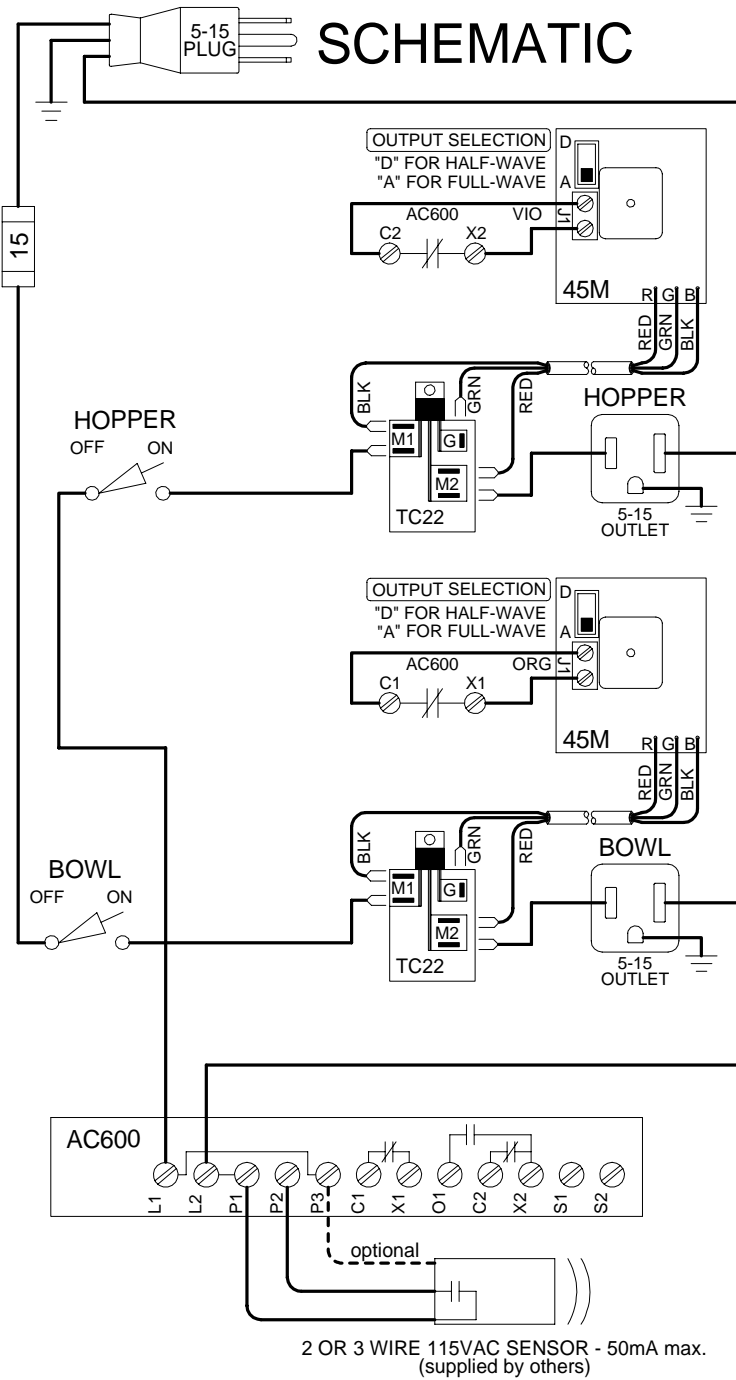 5-15
PLUG
SCHEMATIC
15
OUTPUT SELECTION
"D" FOR HALF-WAVE
"A" FOR FULL-WAVE
D
A
AC600
VIO
J1
C2
X2
45M
R G B
RED
GRN
BLK
HOPPER
OFF
ON
BLK
GRN
RED
M1
G
M2
TC22
HOPPER
5-15
OUTLET
OUTPUT SELECTION
"D" FOR HALF-WAVE
"A" FOR FULL-WAVE
D
A
AC600
ORG
J1
C1
X1
45M
R G B
RED
GRN
BLK
BOWL
OFF
ON
BLK
GRN
RED
M1
G
M2
TC22
BOWL
5-15
OUTLET
AC600
L1
L2
P1
P2
P3
C1
X1
O1
C2
X2
S1
S2
optional
2 OR 3 WIRE 115VAC SENSOR - 50mA max.
(supplied by others)